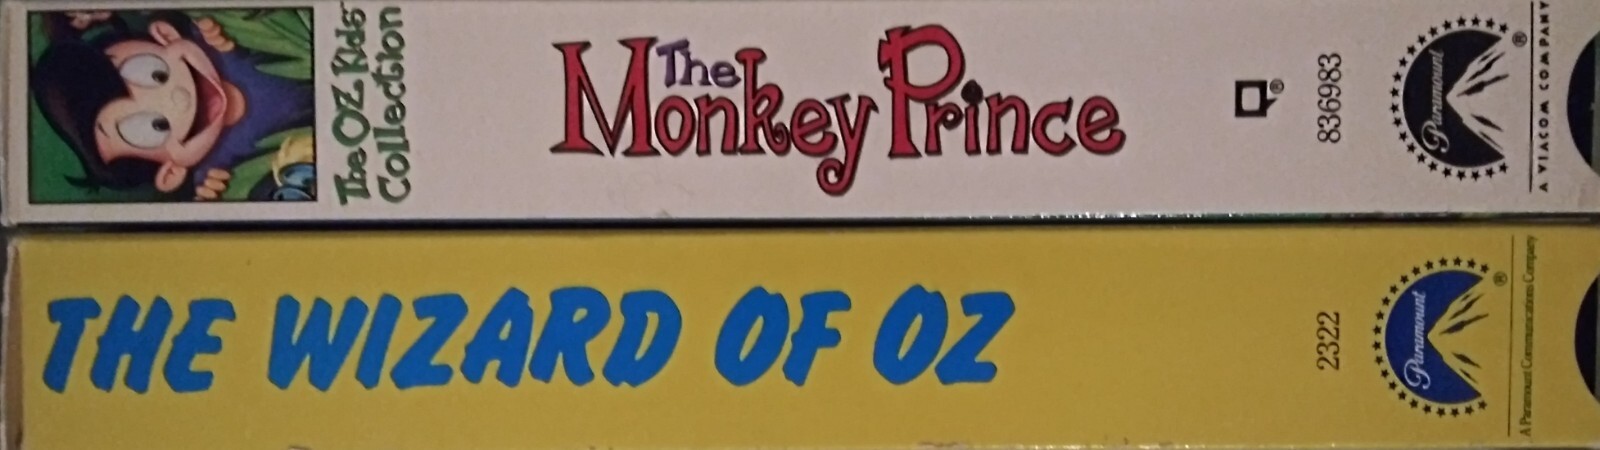 The OZ Kids™
Collection
The
Monkey Prince
®
836983
Paramount
®
A VIACOM COMPANY
THE WIZARD OF OZ
2322
Paramount
®
A Paramount Communications Company